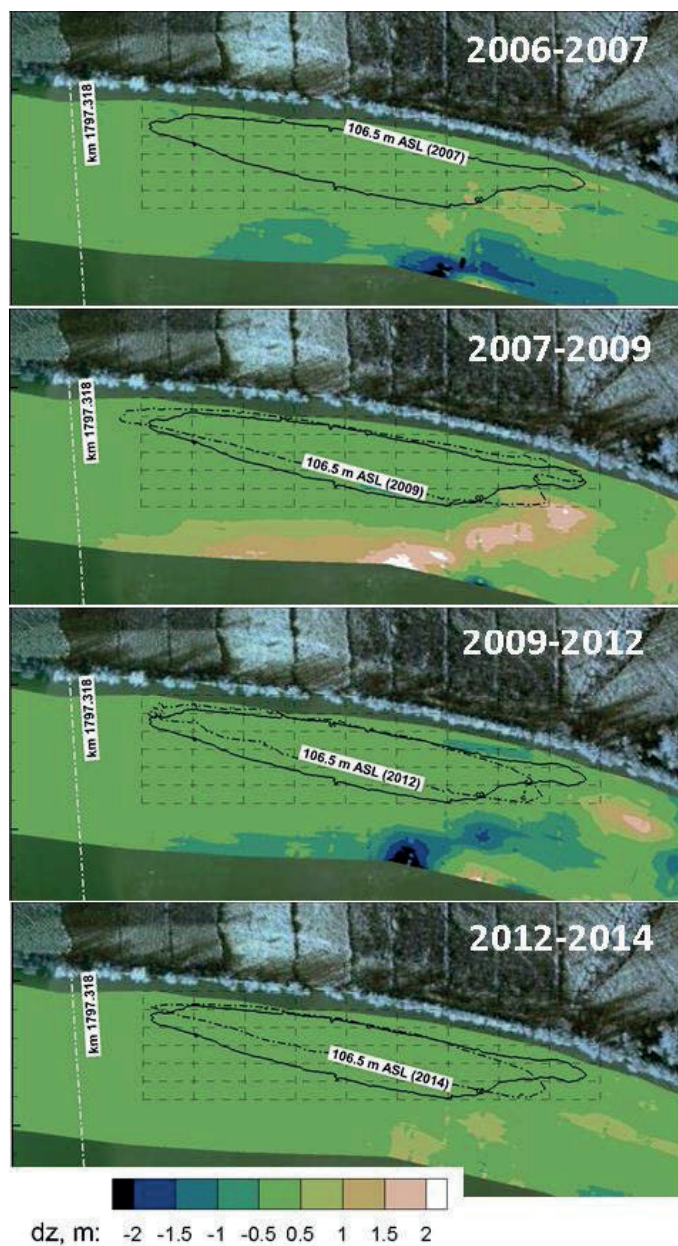 2006-2007
km 1797.318
106.5 m ASL (2007)
2007-2009
km 1797.318
106.5 m ASL (2009)
2009-2012
km 1797.318
106.5 m ASL (2012)
2012-2014
km 1797.318
106.5 m ASL (2014)
dz, m: -2 -1.5 -1 -0.5 0.5 1 1.5 2